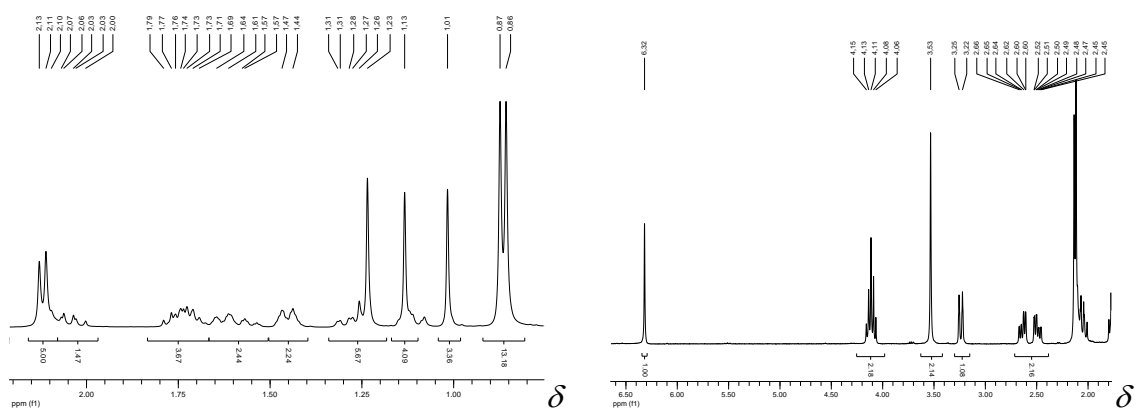 2,13 2,11 2,10 2,07 2,06 2,03 2,03 2,00 1,79 1,77 1,76 1,74 1,73 1,73 1,71 1,69 1,64 1,61 1,57 1,57 1,47 1,44 1,31 1,31 1,28 1,27 1,26 1,23 1,13 1,01 0,87 0,86
6,00 1,47 3,67 2,44 2,24 5,67 4,09 3,36 13,18
2.00 1.50 1.00
ppm (f1)
δ
6,32 4,15 4,13 4,11 4,08 4,06 3,53 3,25 3,22 2,66 2,65 2,64 2,62 2,60 2,60 2,52 2,51 2,50 2,49 2,48 2,47 2,45 2,45
1,00 2,18 2,14 1,08 2,16
6.50 6.00 5.50 5.00 4.50 4.00 3.50 3.00 2.50 2.00
ppm (f1)
δ